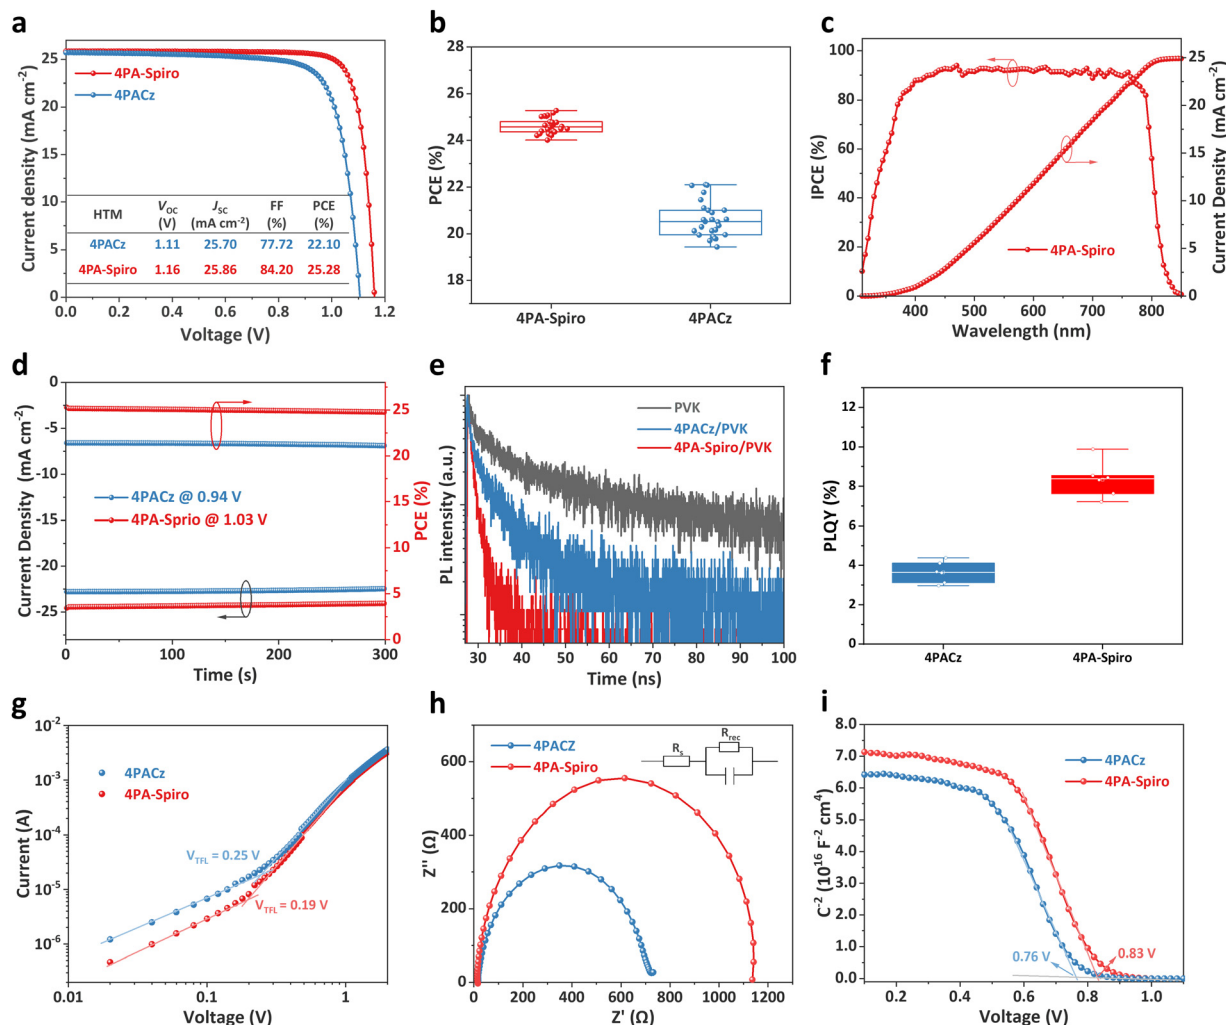 a
Current density (mA cm-2)
30
25
20
15
10
5
0
4PA-Spiro
4PACz
HTM VOC (V) JSC (mA cm-2) FF (%) PCE (%)
4PACz 1.11 25.70 77.72 22.10
4PA-Spiro 1.16 25.86 84.20 25.28
0.0 0.2 0.4 0.6 0.8 1.0 1.2
Voltage (V)
b
PCE (%)
28
26
24
22
20
18
4PA-Spiro 4PACz
c
IPCE (%)
100
80
60
40
20
0
4PA-Spiro
25
20
15
10
5
0
Current Density (mA cm-2)
400 500 600 700 800
Wavelength (nm)
d
Current Density (mA cm-2)
0
-5
-10
-15
-20
-25
4PACz @ 0.94 V
4PA-Sprio @ 1.03 V
25
20
15
10
5
0
PCE (%)
0 100 200 300
Time (s)
e
PL intensity (a.u.)
PVK
4PACz/PVK
4PA-Spiro/PVK
30 40 50 60 70 80 90 100
Time (ns)
f
PLQY (%)
12
10
8
6
4
2
0
4PACz 4PA-Spiro
g
Current (A)
10-2
10-3
10-4
10-5
10-6
4PACz
4PA-Spiro
VTFL = 0.25 V
VTFL = 0.19 V
0.01 0.1 1
Voltage (V)
h
Z'' (Ω)
600
400
200
0
4PACZ
4PA-Spiro
Rs
Rrec
0 200 400 600 800 1000 1200
Z' (Ω)
i
C-2 (1016 F-2 cm4)
8.0
7.0
6.0
5.0
4.0
3.0
2.0
1.0
0.0
4PACz
4PA-Spiro
0.76 V
0.83 V
0.2 0.4 0.6 0.8 1.0
Voltage (V)